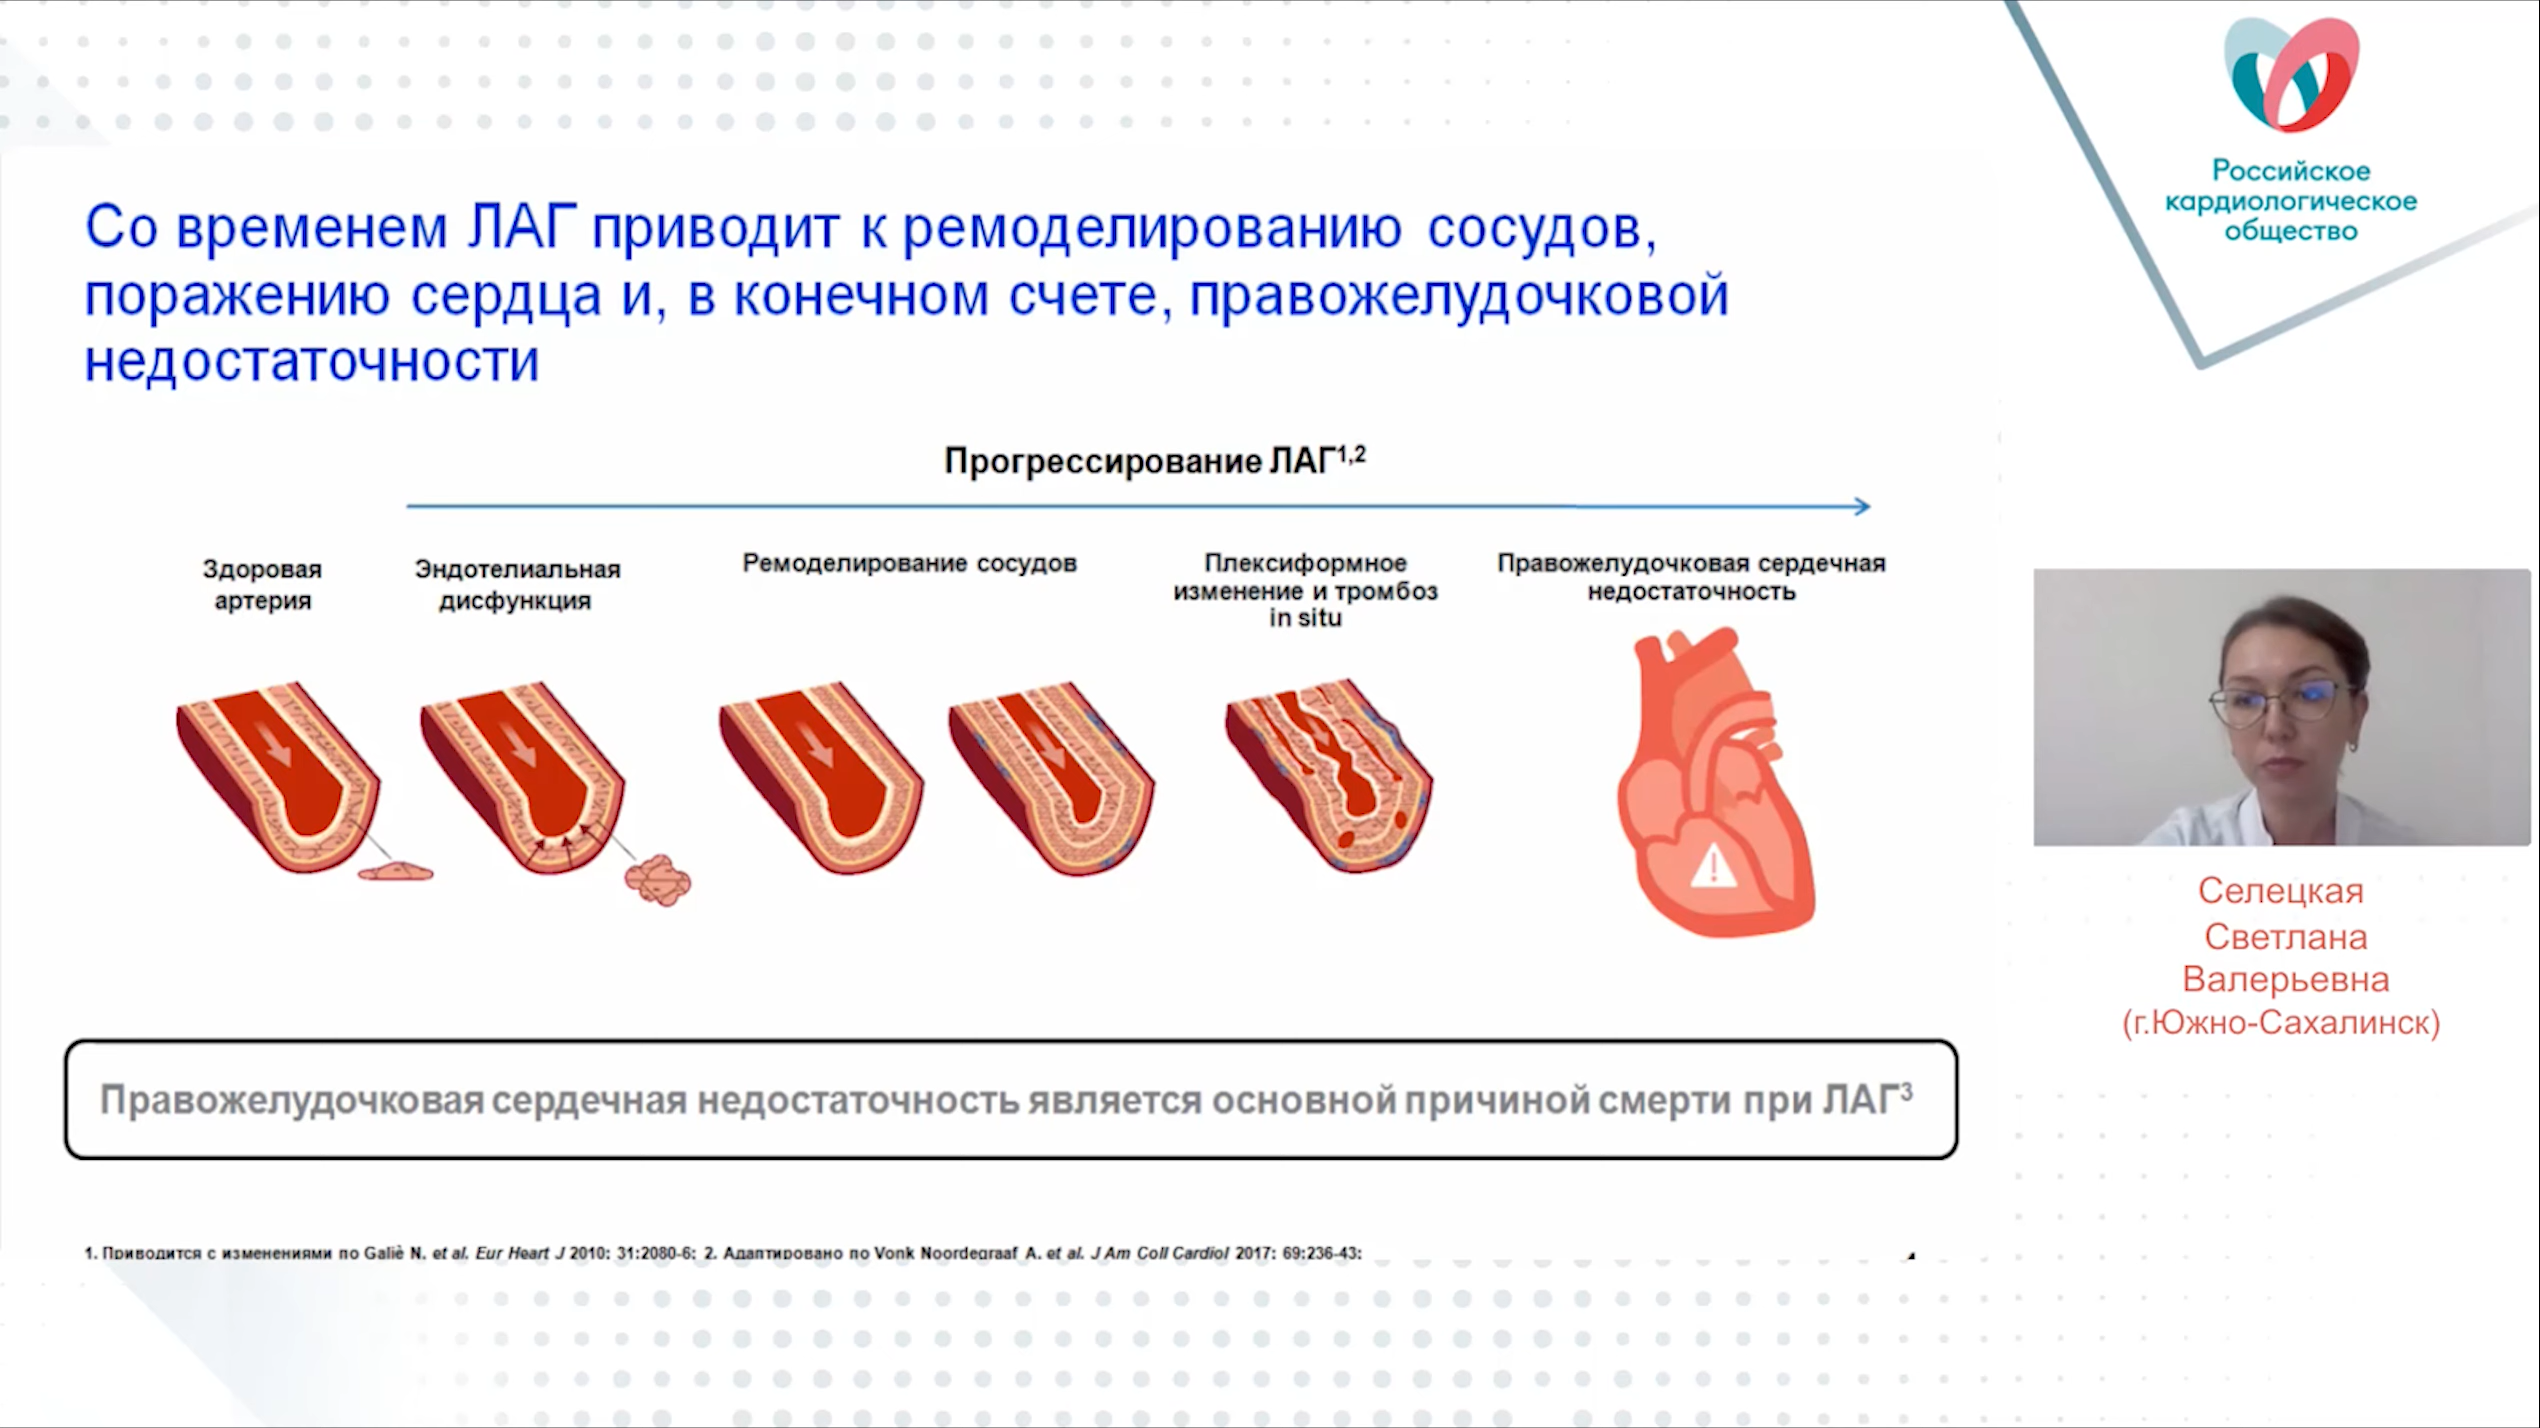 Российское
кардиологическое
общество
Со временем ЛАГ приводит к ремоделированию сосудов,
поражению сердца и, в конечном счете, правожелудочковой
недостаточности
Прогрессирование ЛАГ1,2
Здоровая
артерия
Эндотелиальная
дисфункция
Ремоделирование сосудов
Плексиформное
изменение и тромбоз
in situ
Правожелудочковая сердечная
недостаточность
Селецкая
Светлана
Валерьевна
(г.Южно-Сахалинск)
Правожелудочковая сердечная недостаточность является основной причиной смерти при ЛАГ3
1. Приводится с изменениями по Galiè N. et al. Eur Heart J 2010; 31:2080-6; 2. Адаптировано по Vonk Noordegraaf A. et al. J Am Coll Cardiol 2017; 69:236-43;